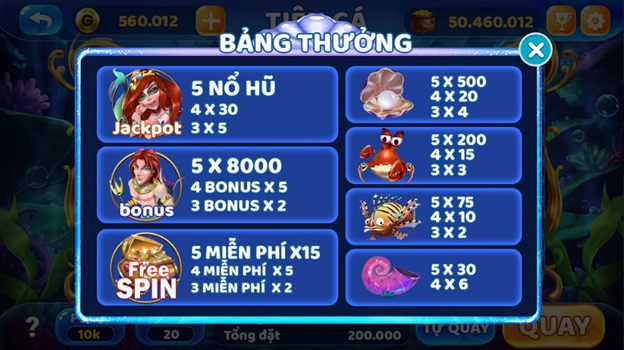 560.012
TIÊN CÁ
50.460.012
BẢNG THƯỞNG
Jackpot
5 NỔ HŨ
4 X 30
3 X 5
bonus
5 X 8000
4 BONUS X 5
3 BONUS X 2
Free
SPIN
5 MIỄN PHÍ X15
4 MIỄN PHÍ X 5
3 MIỄN PHÍ X 2
5 X 500
4 X 20
3 X 4
5 X 200
4 X 15
3 X 3
5 X 75
4 X 10
3 X 2
5 X 30
4 X 6
?
10k
20
Tổng đặt
200.000
TỰ QUAY
QUAY